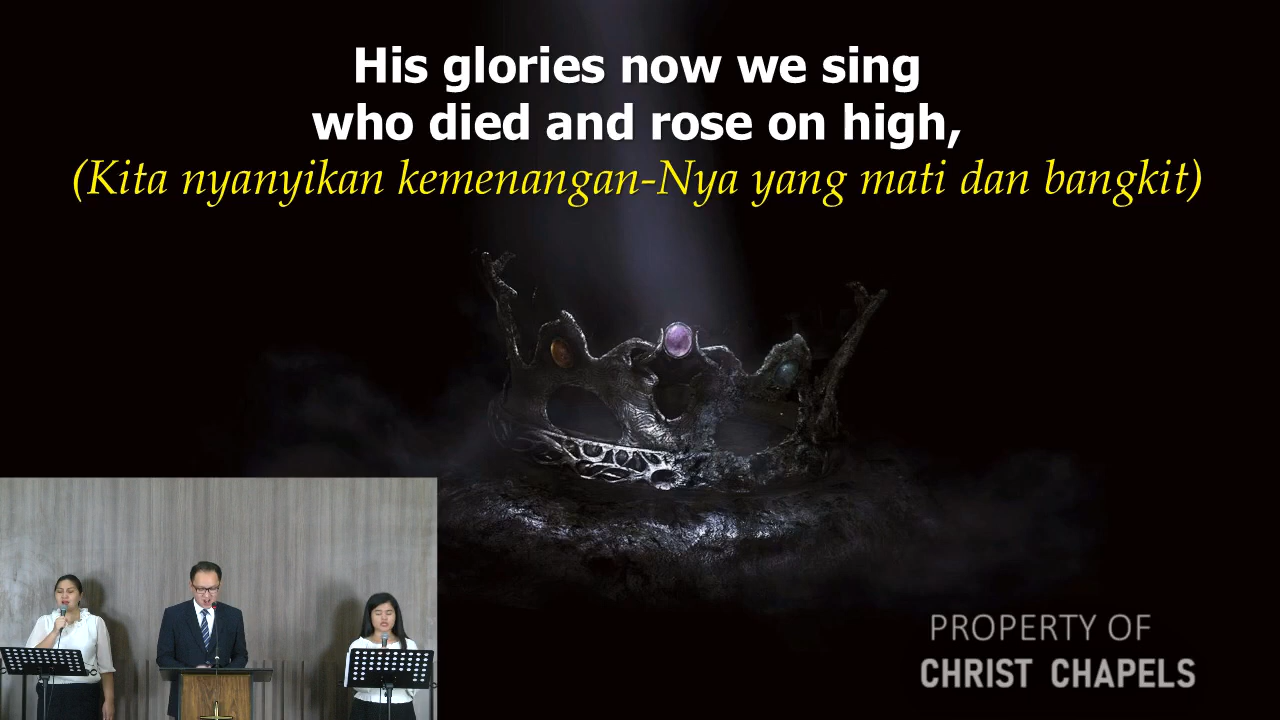 His glories now we sing
who died and rose on high,
(Kita nyanyikan kemenangan-Nya yang mati dan bangkit)
PROPERTY OF
CHRIST CHAPELS